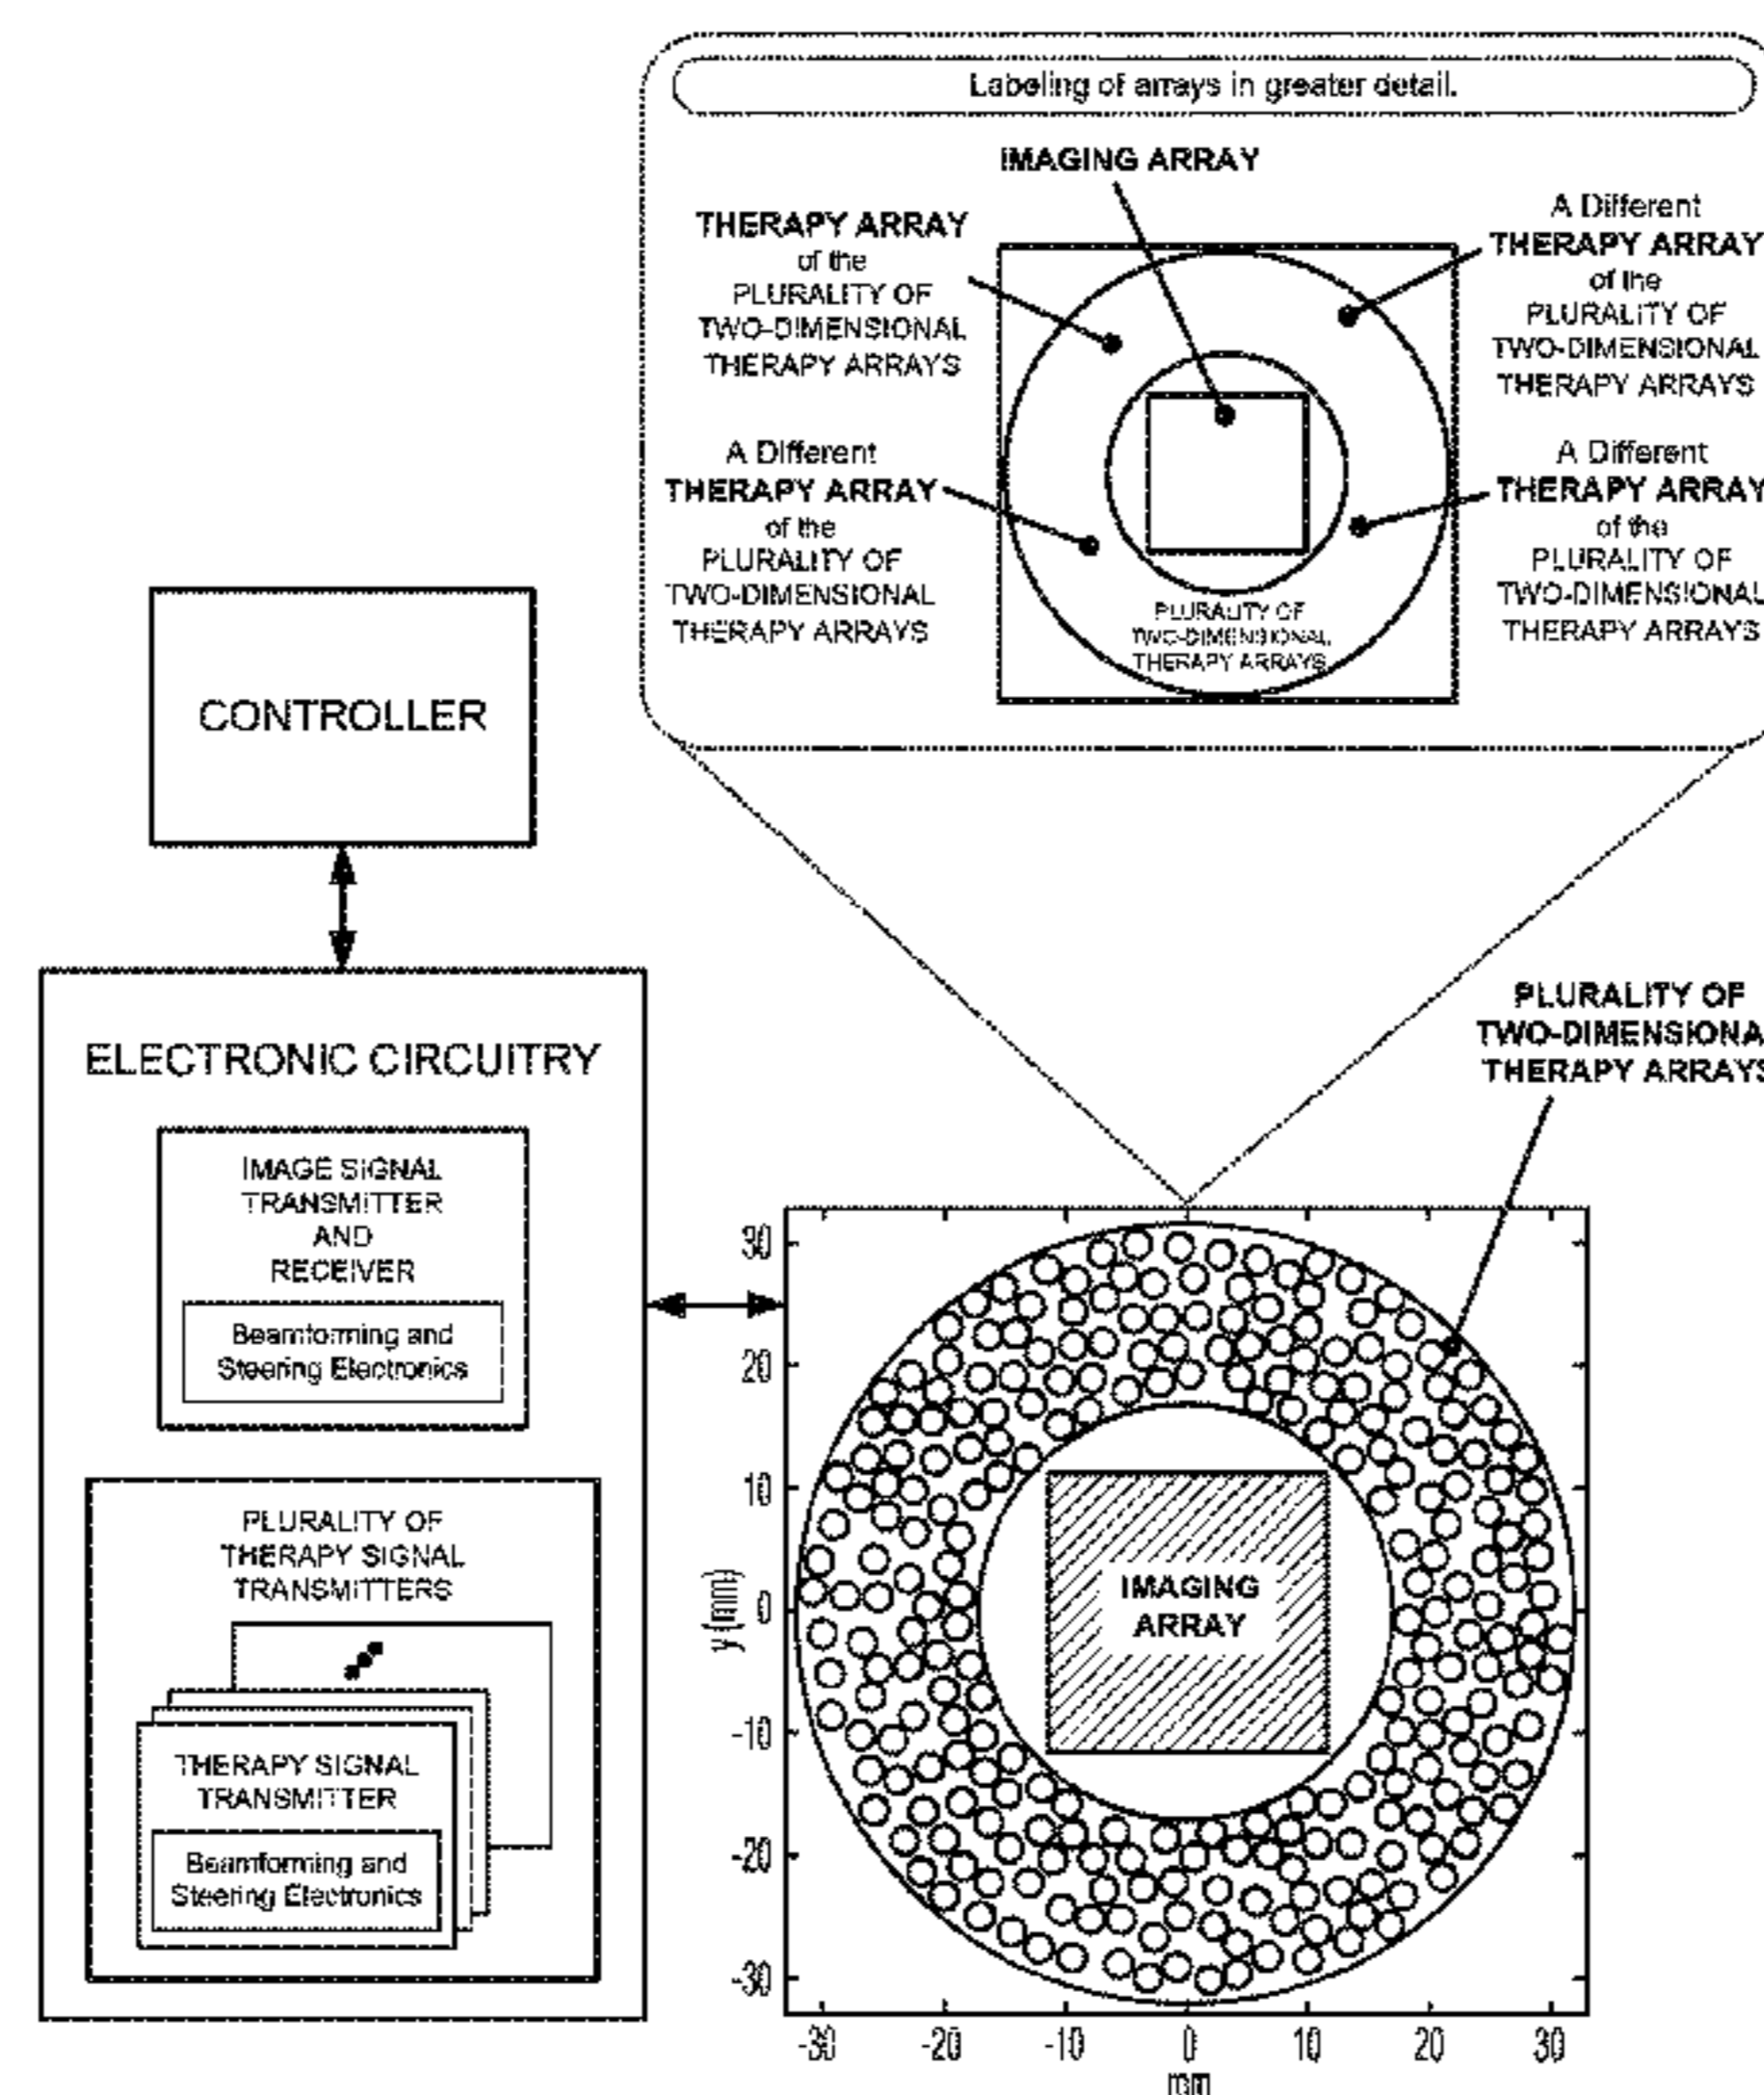 Labeling of arrays in greater detail.
IMAGING ARRAY
THERAPY ARRAY
of the
PLURALITY OF
TWO-DIMENSIONAL
THERAPY ARRAYS
A Different
THERAPY ARRAY
of the
PLURALITY OF
TWO-DIMENSIONAL
THERAPY ARRAYS
A Different
THERAPY ARRAY
of the
PLURALITY OF
TWO-DIMENSIONAL
THERAPY ARRAYS
A Different
THERAPY ARRAY
of the
PLURALITY OF
TWO-DIMENSIONAL
THERAPY ARRAYS
PLURALITY OF
TWO-DIMENSIONAL
THERAPY ARRAYS
CONTROLLER
ELECTRONIC CIRCUITRY
IMAGE SIGNAL
TRANSMITTER
AND
RECEIVER
Beamforming and
Steering Electronics
PLURALITY OF
THERAPY SIGNAL
TRANSMITTERS
THERAPY SIGNAL
TRANSMITTER
Beamforming and
Steering Electronics
PLURALITY OF
TWO-DIMENSIONA
THERAPY ARRAYS
IMAGING
ARRAY
y (mm)
30
20
10
0
-10
-20
-30
-30 -20 -10 0 10 20 30
mm